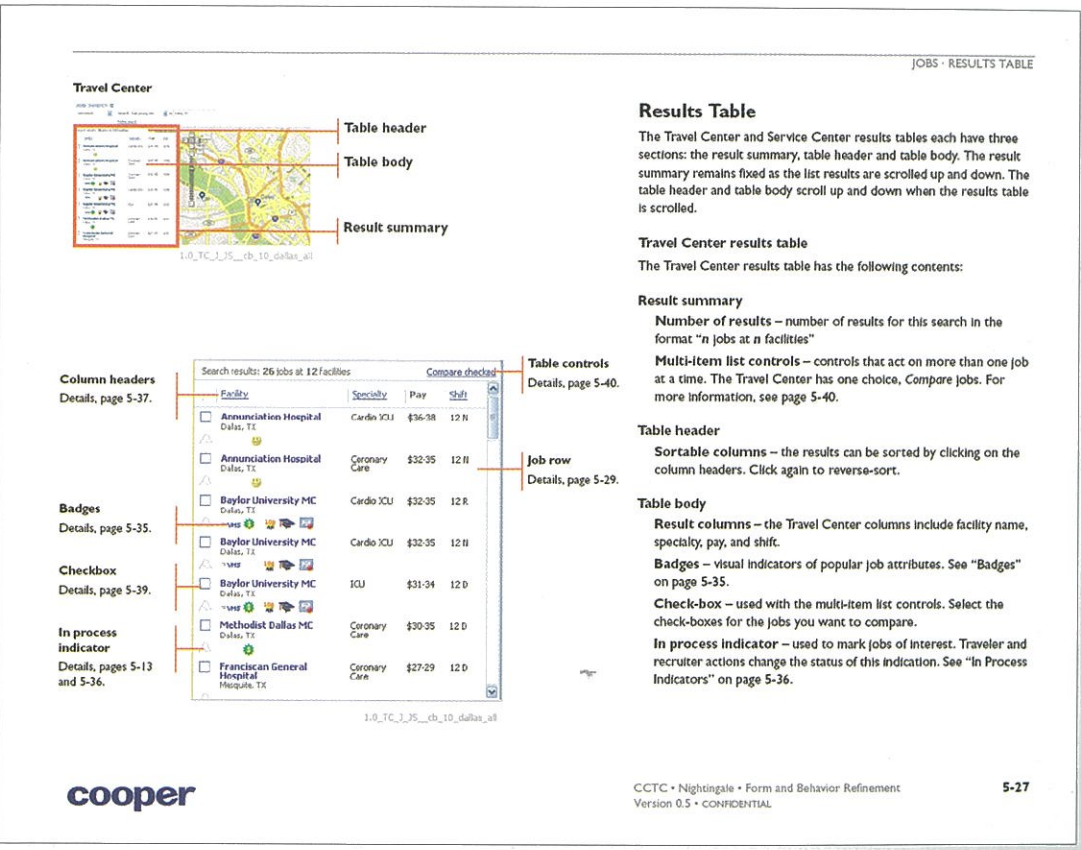 JOBS · RESULTS TABLE
Travel Center
Table header
Table body
Result summary
1.0_TC_J_JS__cb_10_dallas_all
Column headers
Details, page 5-37.
Badges
Details, page 5-35.
Checkbox
Details, page 5-39.
In process
indicator
Details, pages 5-13
and 5-36.
Search results: 26 jobs at 12 facilities Compare checked
Facility Specialty Pay Shift
Annunciation Hospital Cardio ICU $36-38 12 N
Dallas, TX
Annunciation Hospital Coronary Care $32-35 12 N
Dallas, TX
Baylor University MC Cardio ICU $32-35 12 R
Dallas, TX
Baylor University MC Cardio ICU $32-35 12 N
Dallas, TX
Baylor University MC ICU $31-34 12 D
Dallas, TX
Methodist Dallas MC Coronary Care $30-35 12 D
Dallas, TX
Franciscan General Hospital Coronary Care $27-29 12 D
Mesquite, TX
Table controls
Details, page 5-40.
Job row
Details, page 5-29.
1.0_TC_J_JS__cb_10_dallas_all
Results Table
The Travel Center and Service Center results tables each have three
sections: the result summary, table header and table body. The result
summary remains fixed as the list results are scrolled up and down. The
table header and table body scroll up and down when the results table
is scrolled.
Travel Center results table
The Travel Center results table has the following contents:
Result summary
Number of results – number of results for this search in the
format "n jobs at n facilities"
Multi-item list controls – controls that act on more than one job
at a time. The Travel Center has one choice, Compare jobs. For
more information, see page 5-40.
Table header
Sortable columns – the results can be sorted by clicking on the
column headers. Click again to reverse-sort.
Table body
Result columns – the Travel Center columns include facility name,
specialty, pay, and shift.
Badges – visual indicators of popular job attributes. See "Badges"
on page 5-35.
Check-box – used with the multi-item list controls. Select the
check-boxes for the jobs you want to compare.
In process indicator – used to mark jobs of interest. Traveler and
recruiter actions change the status of this indication. See "In Process
Indicators" on page 5-36.
cooper
CCTC • Nightingale • Form and Behavior Refinement
Version 0.5 • CONFIDENTIAL
5-27